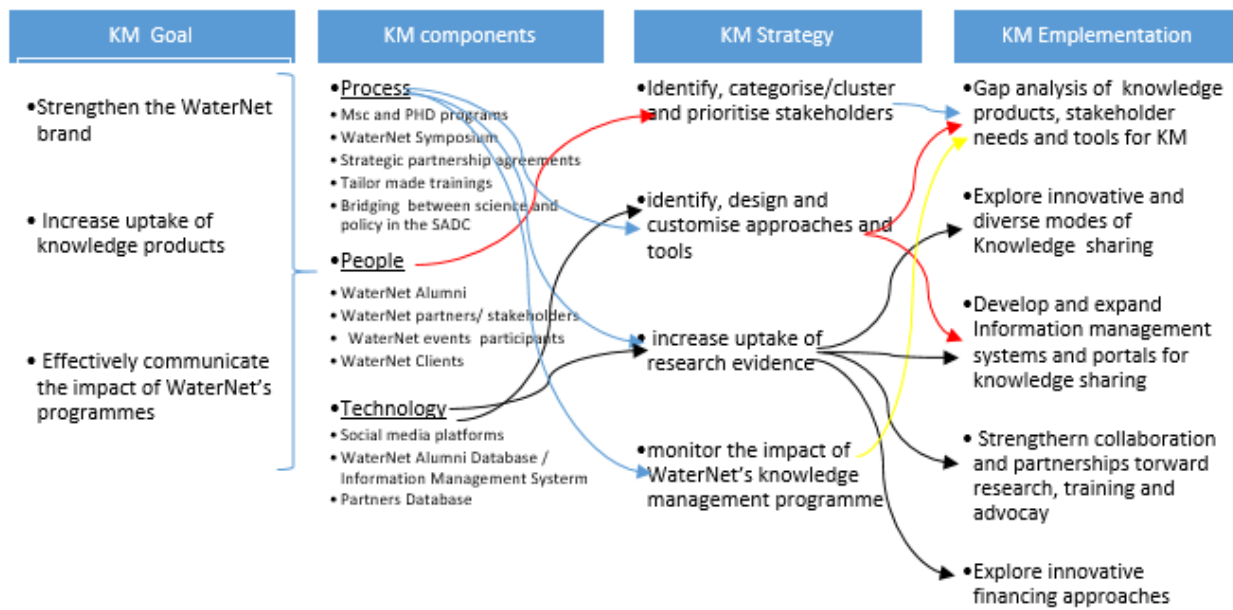 KM Goal
•Strengthen the WaterNet
brand
• Increase uptake of
knowledge products
• Effectively communicate
the impact of WaterNet's
programmes
KM components
•Process
• Msc and PHD programs
• WaterNet Symposium
• Strategic partnership agreements
• Tailor made trainings
• Bridging between science and
policy in the SADC
•People
• WaterNet Alumni
• WaterNet partners/ stakeholders
• WaterNet events participants
• WaterNet Clients
•Technology
• Social media platforms
• WaterNet Alumni Database /
Information Management Systerm
• Partners Database
KM Strategy
•Identify, categorise/cluster
and prioritise stakeholders
•identify, design and
customise approaches and
tools
• increase uptake of
research evidence
•monitor the impact of
WaterNet's knowledge
management programme
KM Emplementation
•Gap analysis of knowledge
products, stakeholder
needs and tools for KM
•Explore innovative and
diverse modes of
Knowledge sharing
•Develop and expand
Information management
systems and portals for
knowledge sharing
• Strengthern collaboration
and partnerships torward
research, training and
advocay
•Explore innovative
financing approaches